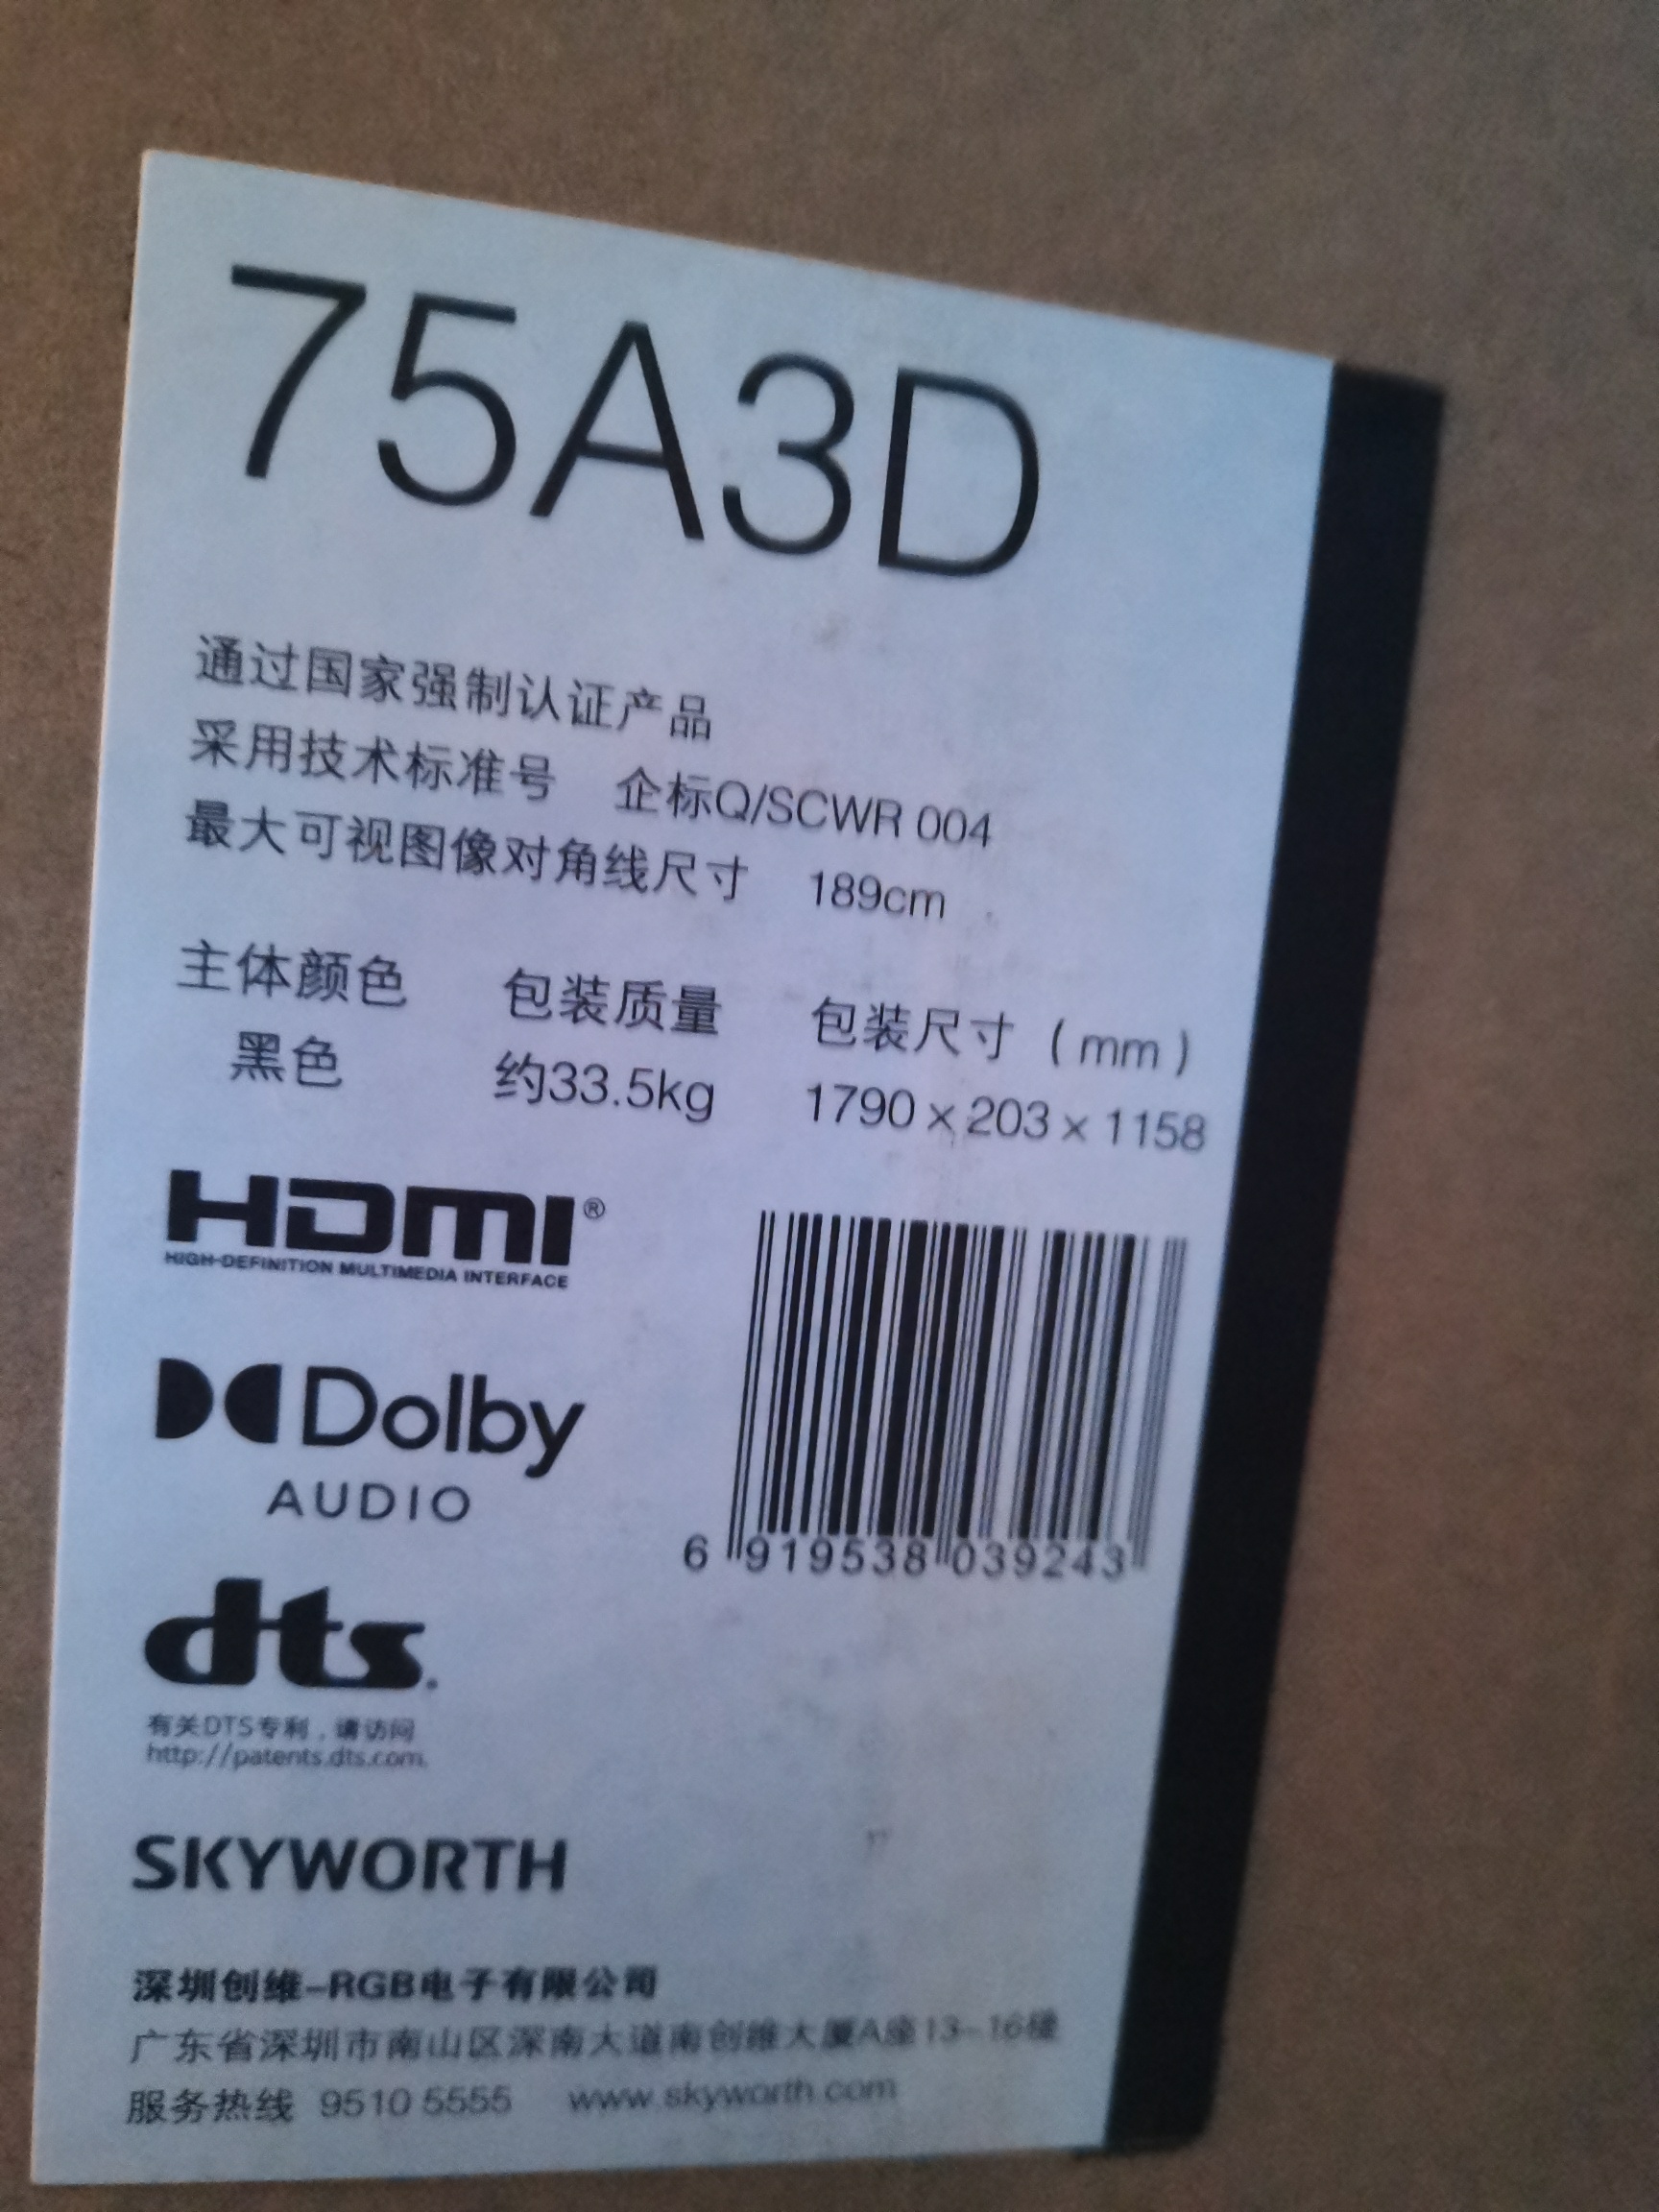 75A3D
通过国家强制认证产品
采用技术标准号 企标Q/SCWR 004
最大可视图像对角线尺寸 189cm
主体颜色 包装质量 包装尺寸（mm）
黑色 约33.5kg 1790×203×1158
HDMI®
HIGH-DEFINITION MULTIMEDIA INTERFACE
Dolby
AUDIO
6 919538 039243
dts.
有关DTS专利，请访问
http://patents.dts.com.
SKYWORTH
深圳创维-RGB电子有限公司
广东省深圳市南山区深南大道南创维大厦A座13-16楼
服务热线 9510 5555 www.skyworth.com